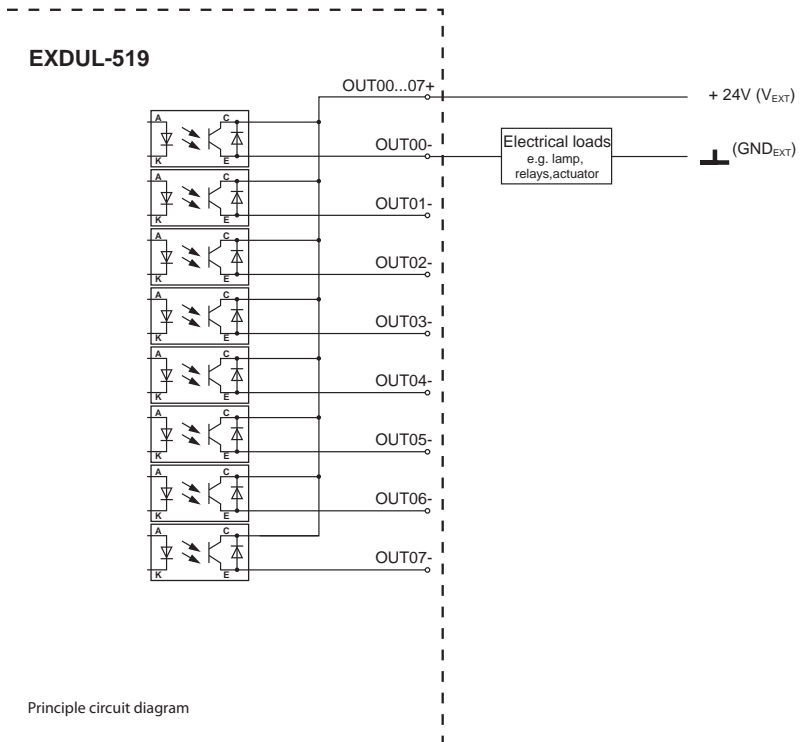 EXDUL-519
OUT00...07+
+ 24V (VEXT)
A
C
K
E
OUT00-
Electrical loads
e.g. lamp,
relays,actuator
(GNDEXT)
A
C
K
E
OUT01-
A
C
K
E
OUT02-
A
C
K
E
OUT03-
A
C
K
E
OUT04-
A
C
K
E
OUT05-
A
C
K
E
OUT06-
A
C
K
E
OUT07-
Principle circuit diagram